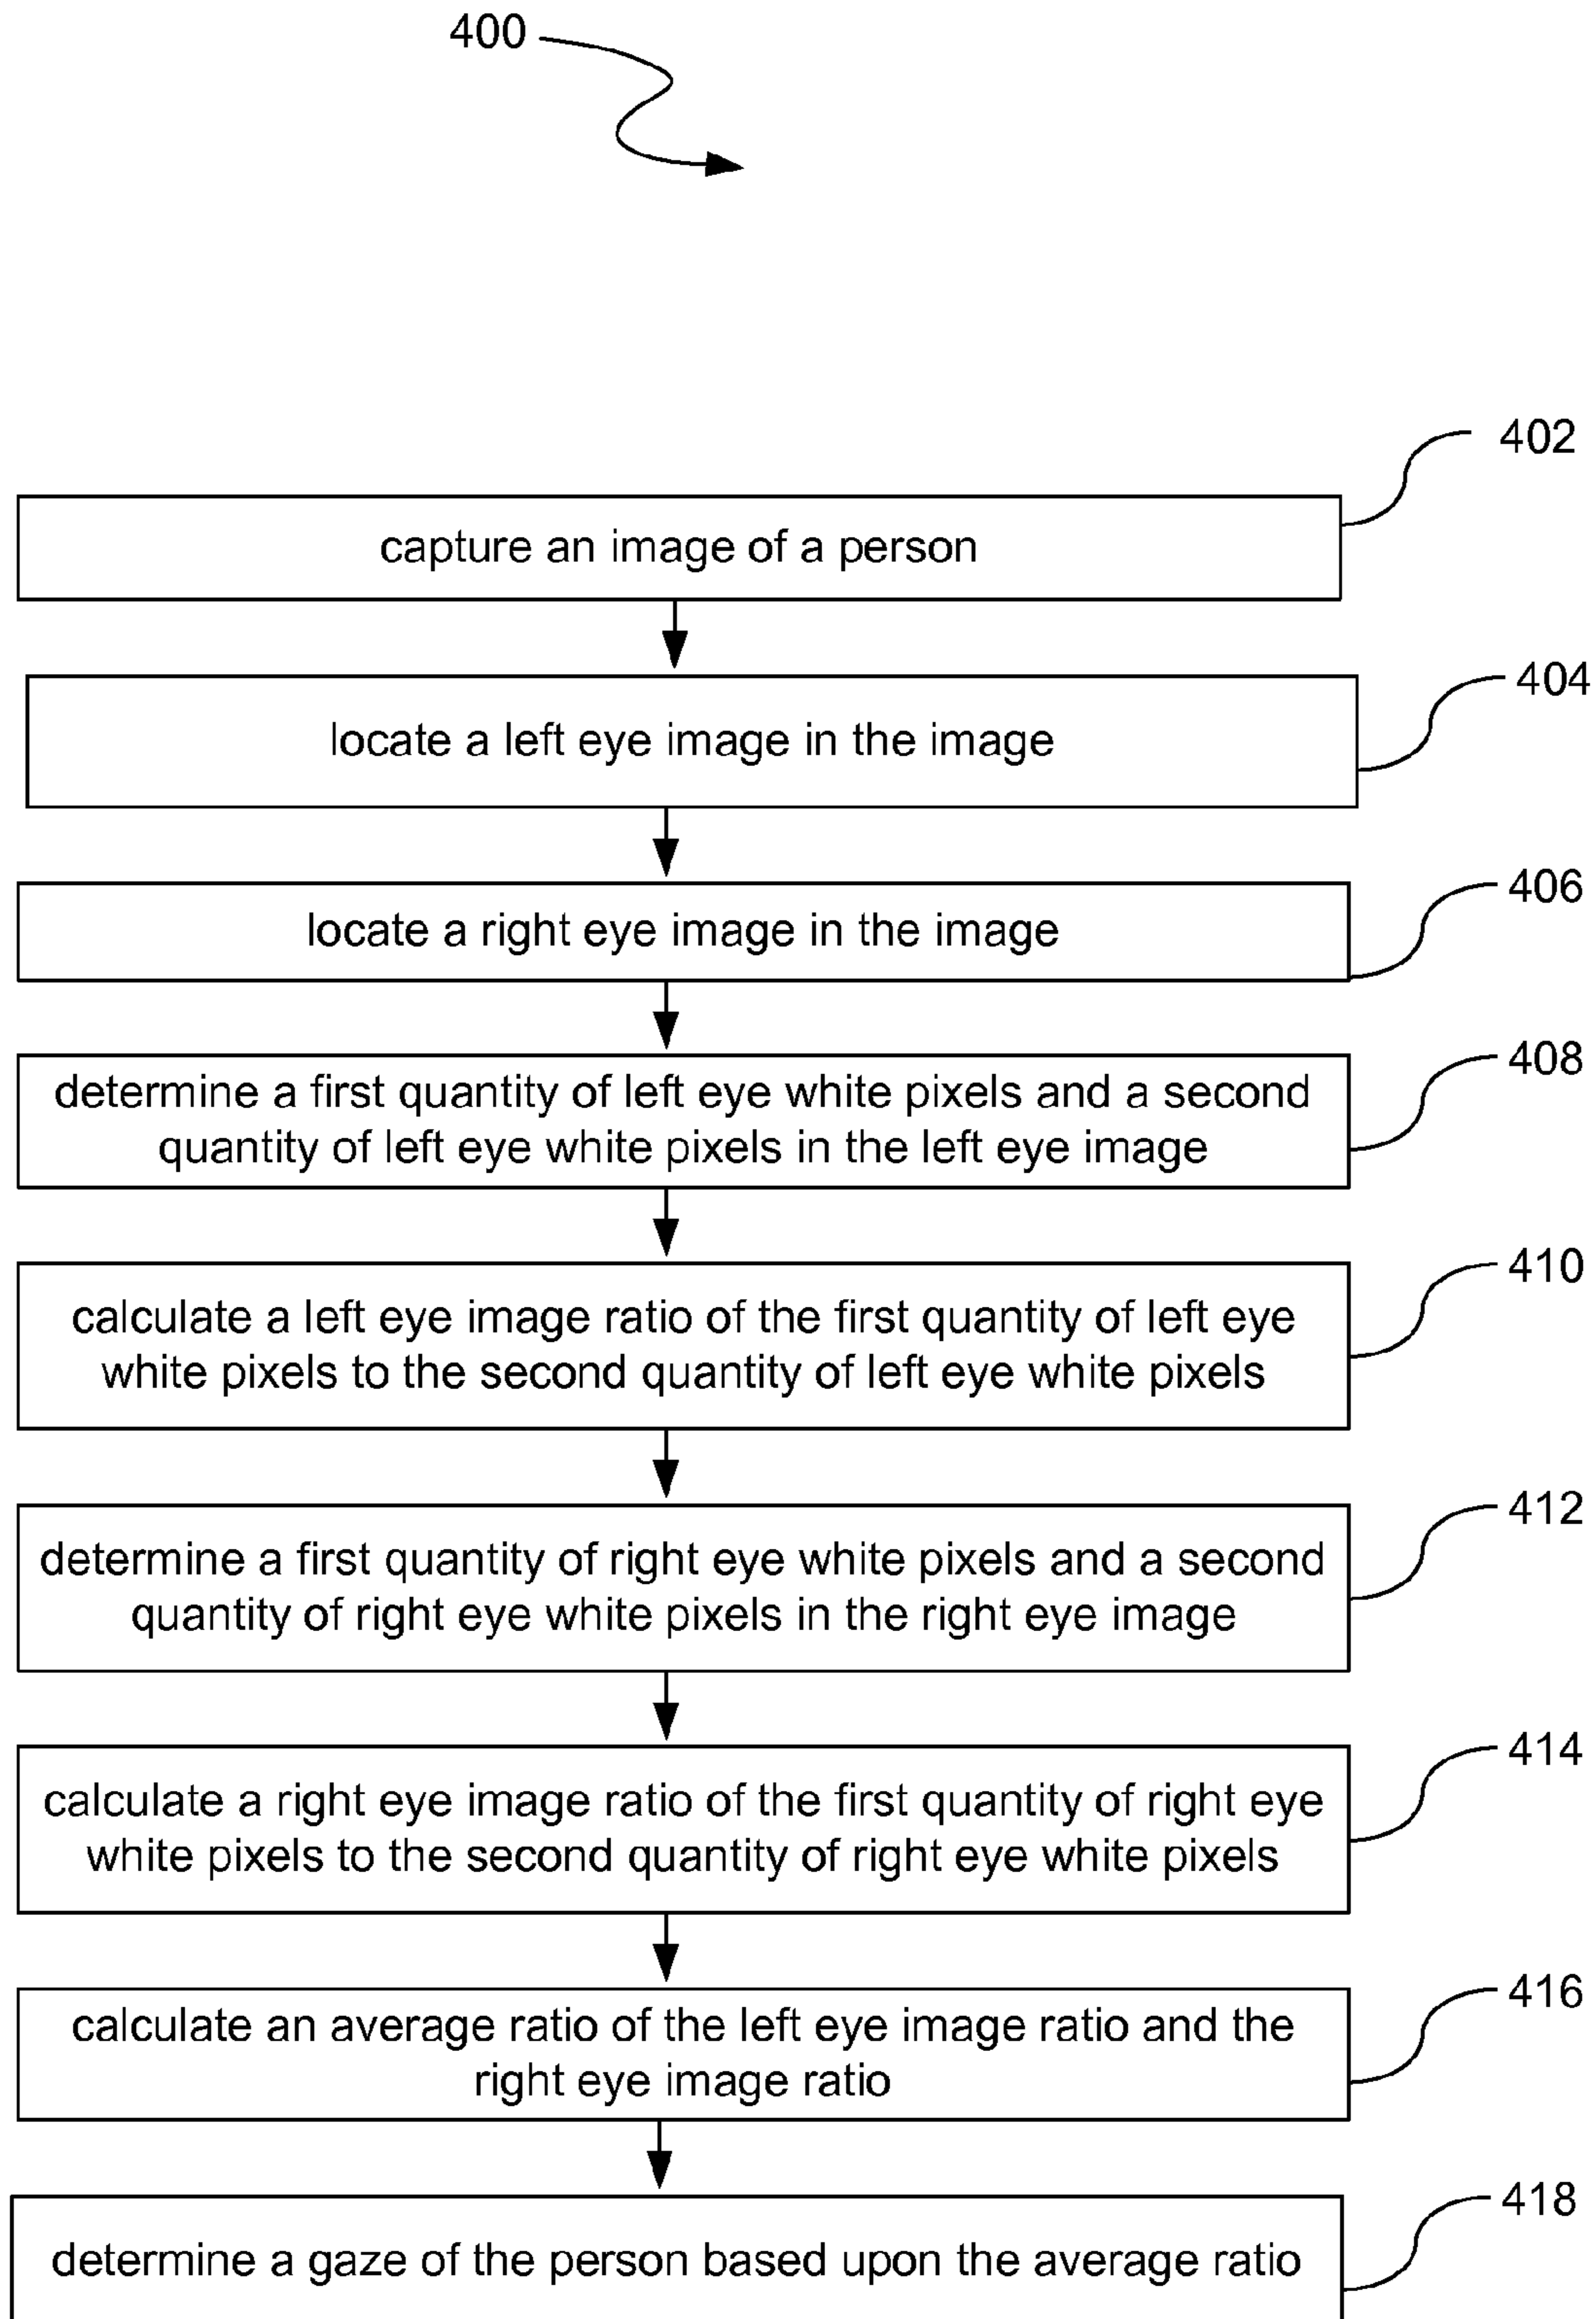 400
402
capture an image of a person
404
locate a left eye image in the image
406
locate a right eye image in the image
408
determine a first quantity of left eye white pixels and a second
quantity of left eye white pixels in the left eye image
410
calculate a left eye image ratio of the first quantity of left eye
white pixels to the second quantity of left eye white pixels
412
determine a first quantity of right eye white pixels and a second
quantity of right eye white pixels in the right eye image
414
calculate a right eye image ratio of the first quantity of right eye
white pixels to the second quantity of right eye white pixels
416
calculate an average ratio of the left eye image ratio and the
right eye image ratio
418
determine a gaze of the person based upon the average ratio